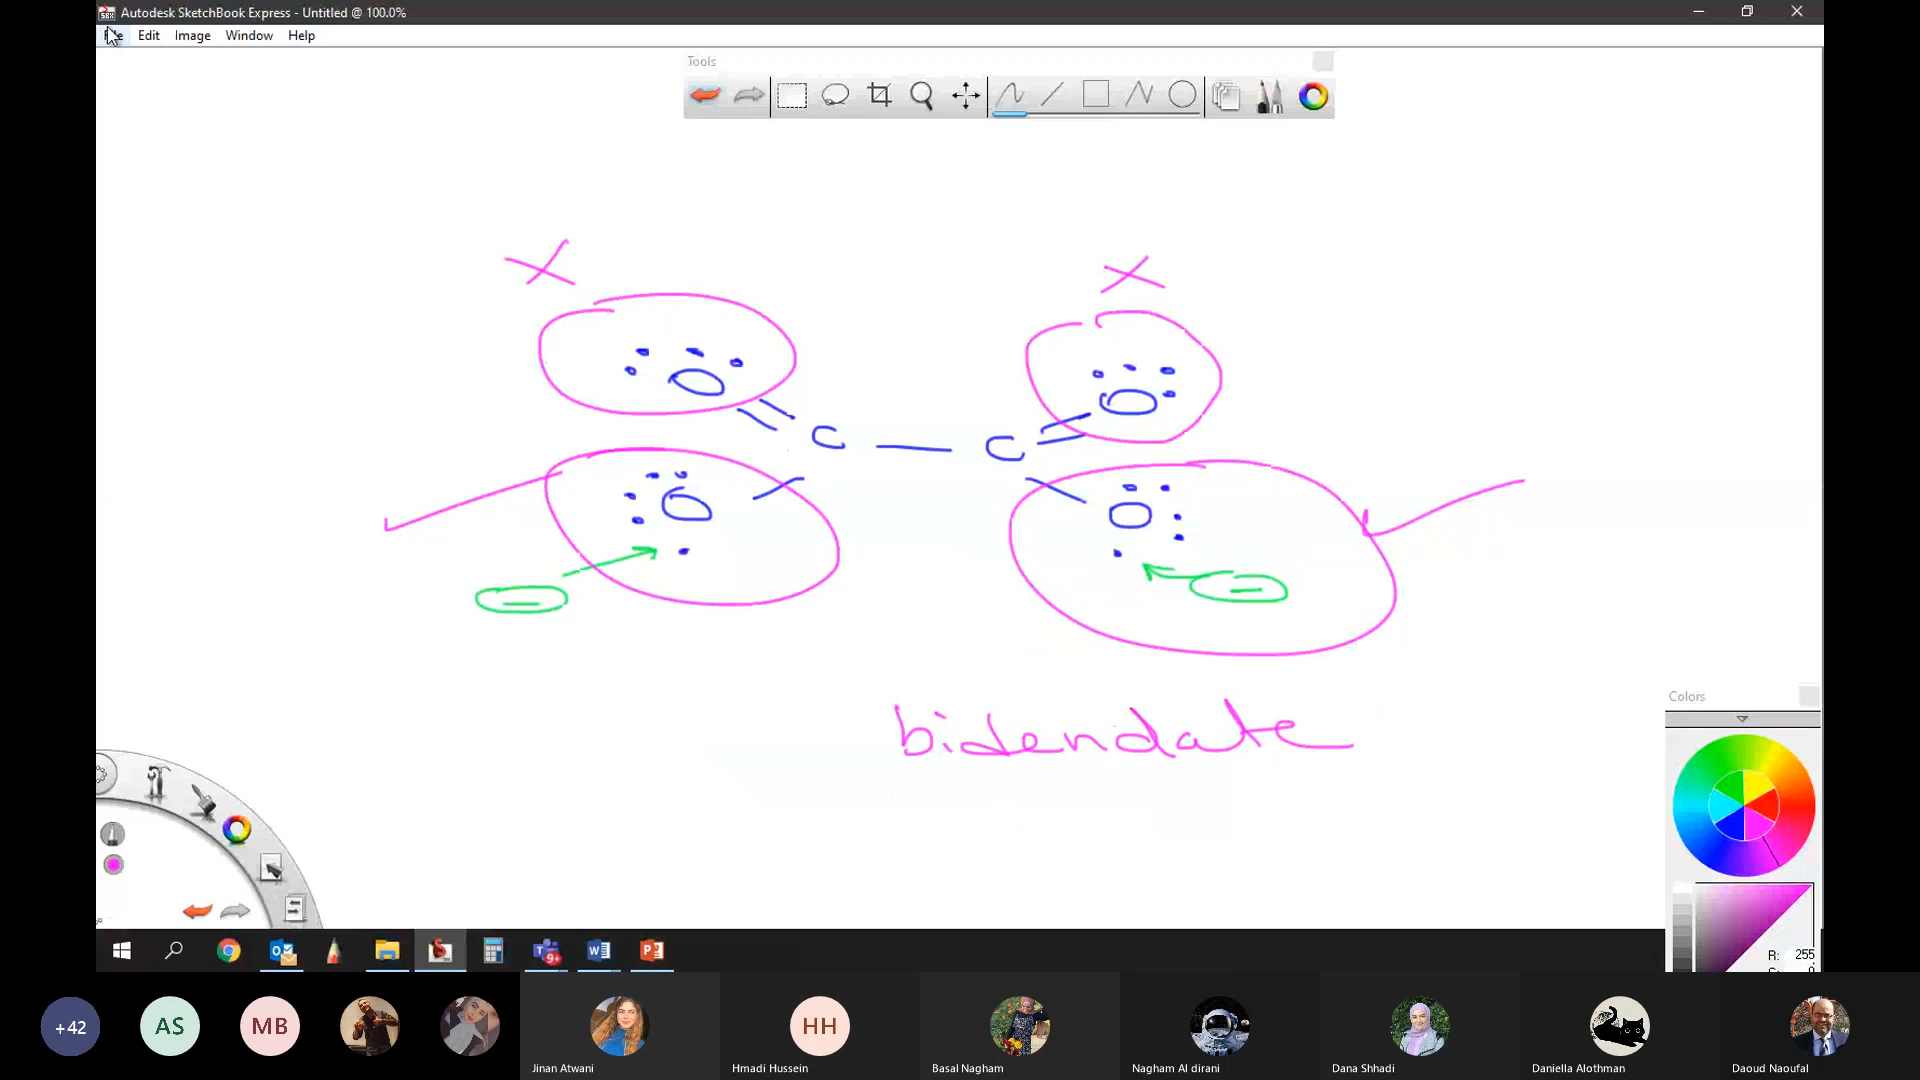 Autodesk SketchBook Express - Untitled @ 100.0%
Edit Image Window Help
Tools
X X
O O
C — C
O O
bidendate
Colors
R: 255
9+
+42 AS MB HH
Jinan Atwani Hmadi Hussein Basal Nagham Nagham Al dirani Dana Shhadi Daniella Alothman Daoud Naoufal